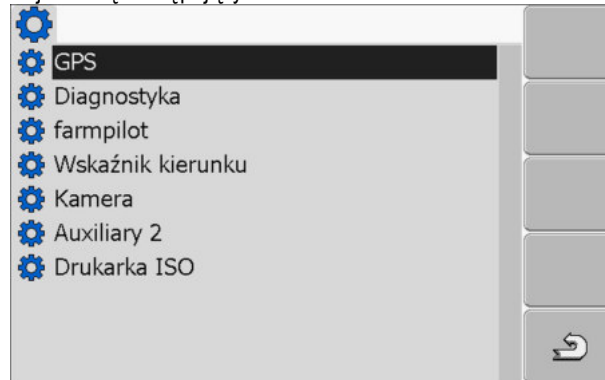 GPS
Diagnostyka
farmpilot
Wskaźnik kierunku
Kamera
Auxiliary 2
Drukarka ISO